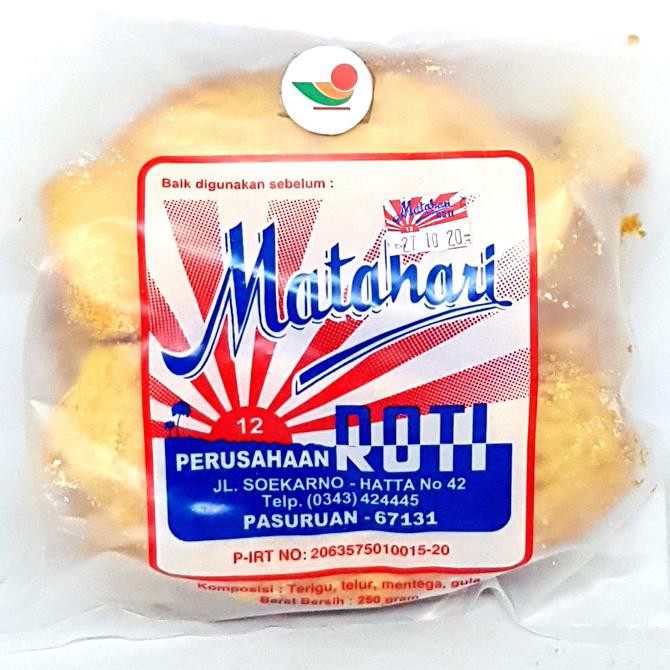 Baik digunakan sebelum :
Matahari
ROTI
12
-27 10 20=
Matahari
12
PERUSAHAAN ROTI
JL. SOEKARNO - HATTA No 42
Telp. (0343) 424445
PASURUAN - 67131
P-IRT NO: 2063575010015-20
Komposisi : Terigu, telur, mentega, gula
Berat Bersih : 250 gram